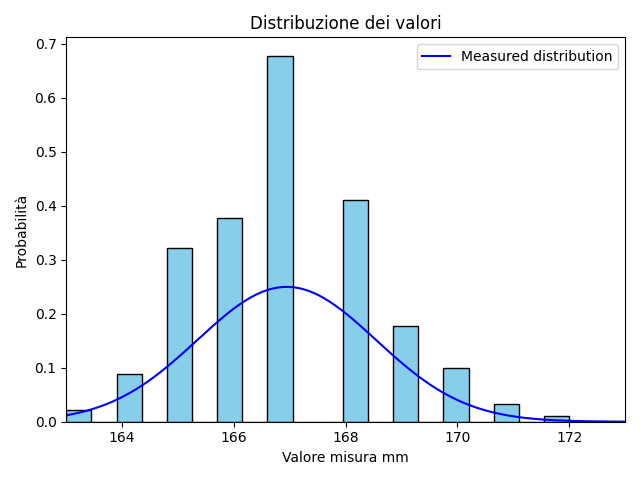 Distribuzione dei valori
Measured distribution
0.7
0.6
0.5
0.4
0.3
0.2
0.1
0.0
Probabilità
164 166 168 170 172
Valore misura mm